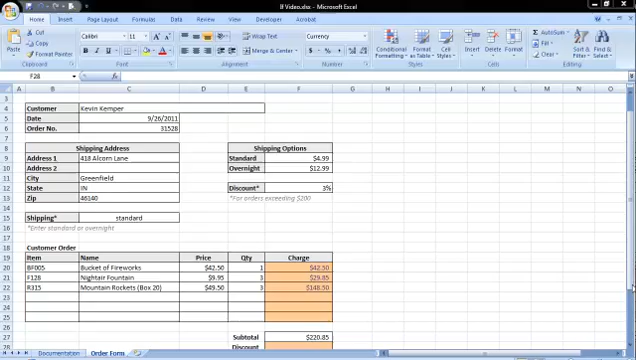 If Video.xlsx - Microsoft Excel
Home Insert Page Layout Formulas Data Review View Developer
Cut
Copy
Format Painter
Paste
Calibri 11
Wrap Text
Merge & Center
Currency
Conditional Formatting
Format as Table
Cell Styles
Insert Delete Format
AutoSum
Fill
Clear
Sort & Filter
Find & Select
Clipboard Font Alignment Number Styles Cells Editing
F28
A B C D E F G H K L M N O
Customer Kevin Kemper
Date 9/26/2011
Order No. 31528
Shipping Address Shipping Options
Address 1 418 Alcorn Lane Standard $4.99
Address 2 Overnight $12.99
City Greenfield
State IN Discount* 3%
Zip 46140 *For orders exceeding $200
Shipping* standard
*Enter standard or overnight
Customer Order
Item Name Price Qty Charge
BF005 Bucket of Fireworks $42.50 1 $42.50
F128 Nightair Fountain $9.95 3 $29.85
R315 Mountain Rockets (Box 20) $49.50 3 $148.50
Subtotal $220.85
Discount
Documentation Order Form